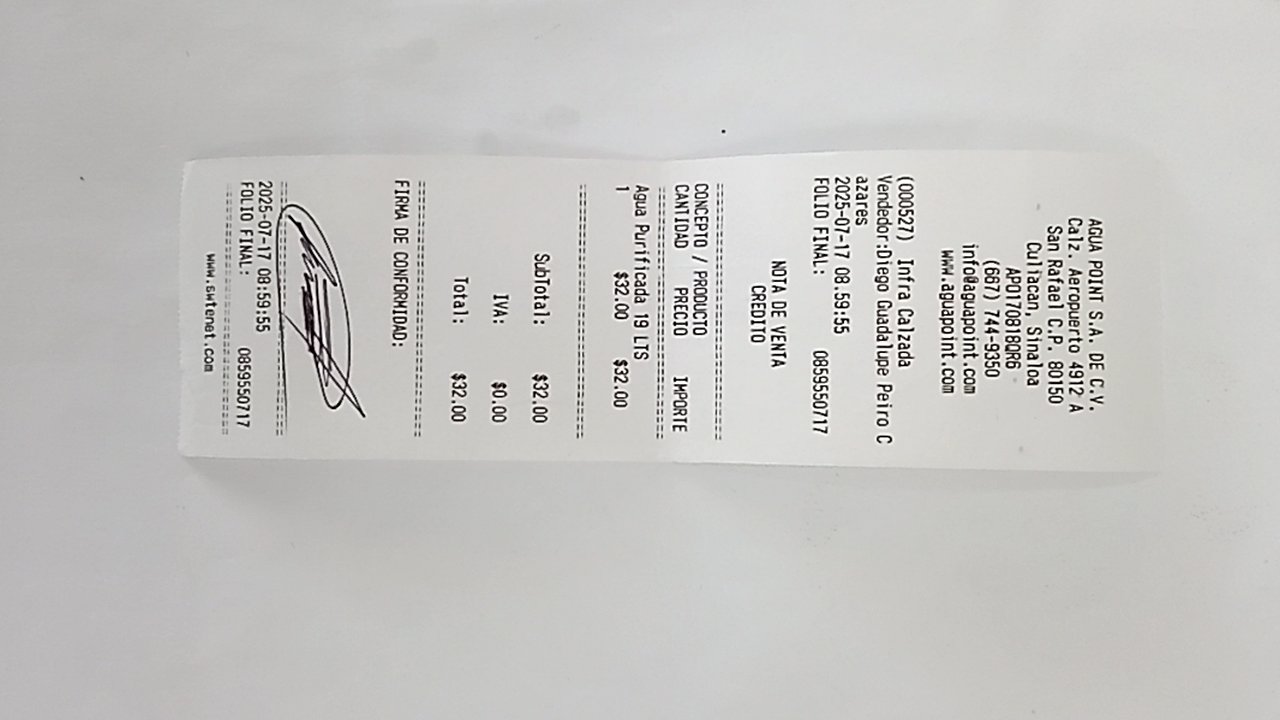 AGUA POINT S.A. DE C.V.
Calz. Aeropuerto 4912 A
San Rafael C.P. 80150
Culiacan, Sinaloa
APO170818QR6
(667) 744-9350
info@aguapoint.com
www.aguapoint.com
(000527) Infra Calzada
Vendedor:Diego Guadalupe Peiro C
azares
2025-07-17 08:59:55
FOLIO FINAL: 0859550717
NOTA DE VENTA
CREDITO
================================
CONCEPTO / PRODUCTO
CANTIDAD PRECIO IMPORTE
================================
Agua Purificada 19 LTS
1 $32.00 $32.00
================================
SubTotal: $32.00
IVA: $0.00
Total: $32.00
================================
FIRMA DE CONFORMIDAD:
================================
2025-07-17 08:59:55
FOLIO FINAL: 0859550717
================================
www.swtenet.com